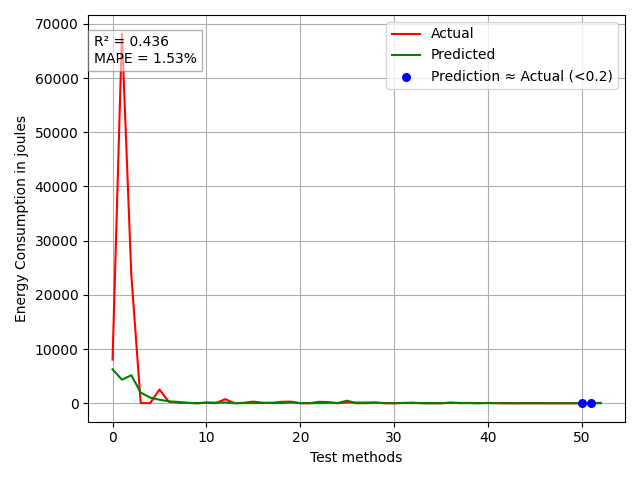 R² = 0.436
MAPE = 1.53%
Actual
Predicted
Prediction ≈ Actual (<0.2)
70000
60000
50000
40000
30000
20000
10000
0
Energy Consumption in joules
0 10 20 30 40 50
Test methods